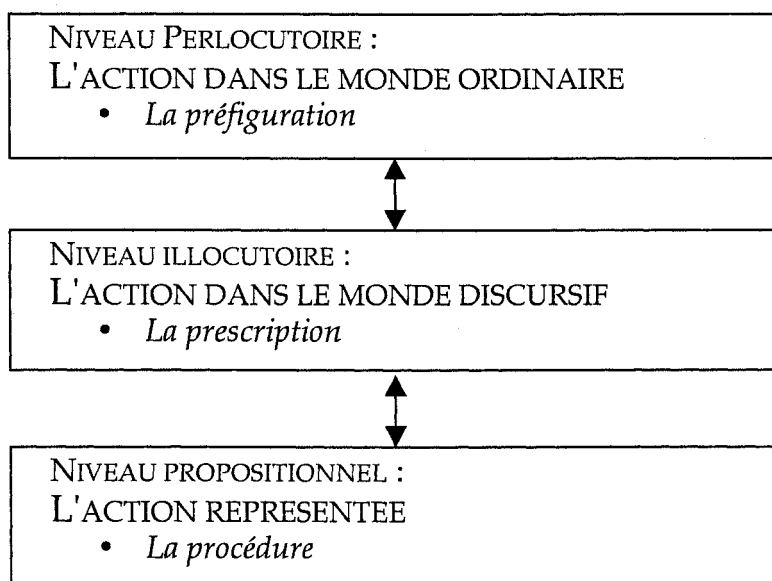 NIVEAU PERLOCUTOIRE :
L'ACTION DANS LE MONDE ORDINAIRE
• La préfiguration
NIVEAU ILLOCUTOIRE :
L'ACTION DANS LE MONDE DISCURSIF
• La prescription
NIVEAU PROPOSITIONNEL :
L'ACTION REPRESENTEE
• La procédure